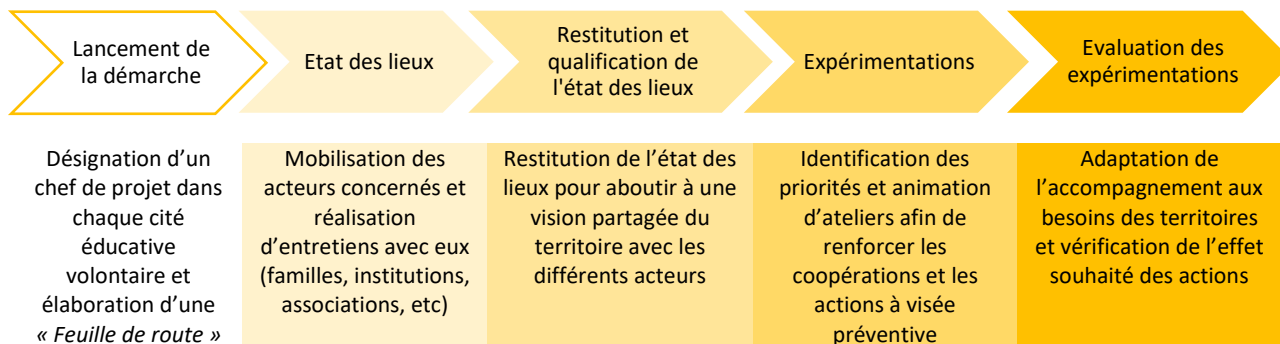 Lancement de
la démarche
Etat des lieux
Restitution et
qualification de
l'état des lieux
Expérimentations
Evaluation des
expérimentations
Désignation d’un
chef de projet dans
chaque cité
éducative
volontaire et
élaboration d’une
« Feuille de route »
Mobilisation des
acteurs concernés et
réalisation
d’entretiens avec eux
(familles, institutions,
associations, etc)
Restitution de l’état des
lieux pour aboutir à une
vision partagée du
territoire avec les
différents acteurs
Identification des
priorités et animation
d’ateliers afin de
renforcer les
coopérations et les
actions à visée
préventive
Adaptation de
l’accompagnement aux
besoins des territoires
et vérification de l’effet
souhaité des actions